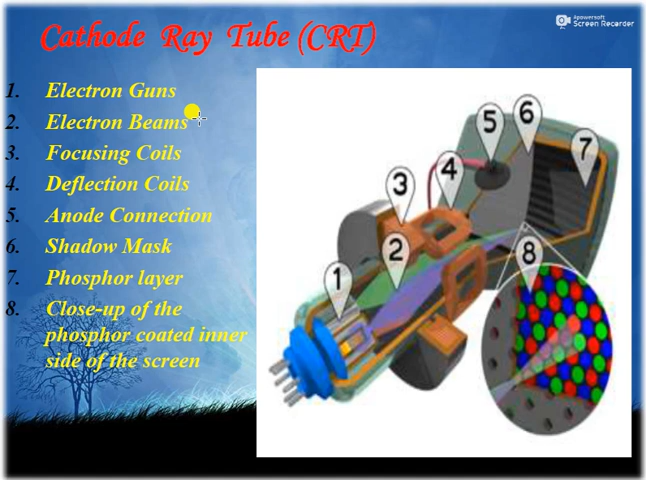 Cathode Ray Tube (CRT)
Apowersoft
Screen Recorder
1. Electron Guns
2. Electron Beams
3. Focusing Coils
4. Deflection Coils
5. Anode Connection
6. Shadow Mask
7. Phosphor layer
8. Close-up of the
phosphor coated inner
side of the screen
6
5
7
4
3
2
8
1